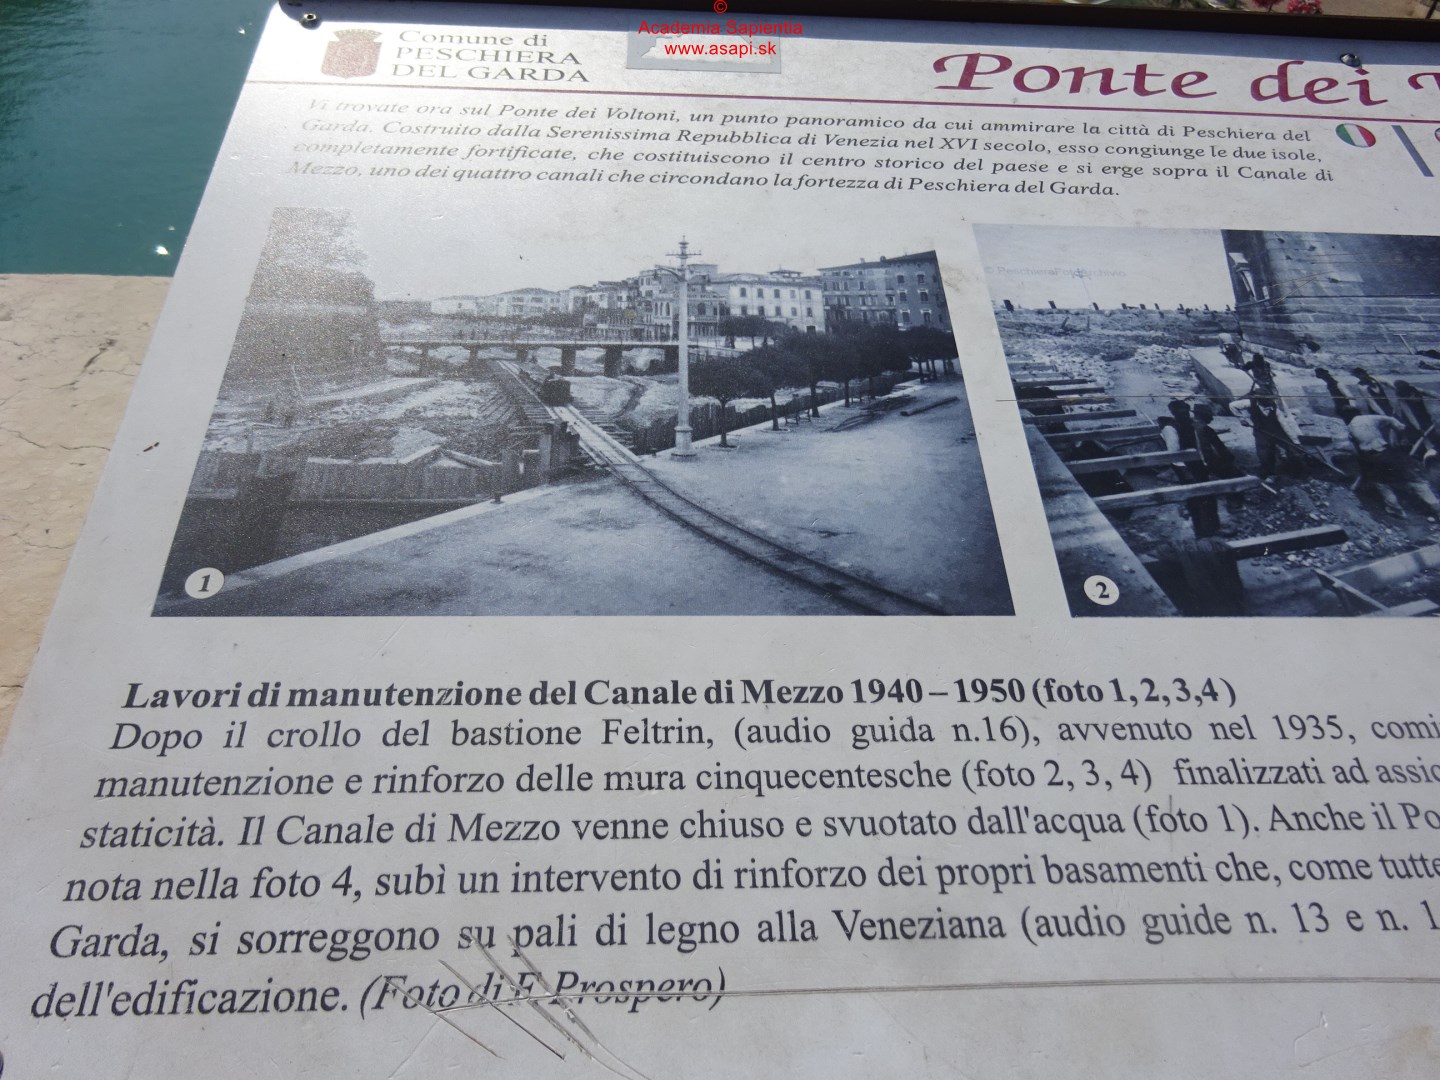 ©
Academia Sapientia
www.asapi.sk
Comune di
PESCHIERA
DEL GARDA
Ponte dei
Vi trovate ora sul Ponte dei Voltoni, un punto panoramico da cui ammirare la città di Peschiera del
Garda. Costruito dalla Serenissima Repubblica di Venezia nel XVI secolo, esso congiunge le due isole,
completamente fortificate, che costituiscono il centro storico del paese e si erge sopra il Canale di
Mezzo, uno dei quattro canali che circondano la fortezza di Peschiera del Garda.
© PeschieraFotoArchivio
1
2
Lavori di manutenzione del Canale di Mezzo 1940 – 1950 (foto 1, 2, 3,4 )
Dopo il crollo del bastione Feltrin, (audio guida n.16), avvenuto nel 1935, comi
manutenzione e rinforzo delle mura cinquecentesche (foto 2, 3, 4) finalizzati ad assic
staticità. Il Canale di Mezzo venne chiuso e svuotato dall'acqua (foto 1). Anche il Po
nota nella foto 4, subì un intervento di rinforzo dei propri basamenti che, come tutte
Garda, si sorreggono su pali di legno alla Veneziana (audio guide n. 13 e n. 1
dell'edificazione. (Foto di F. Prospero)